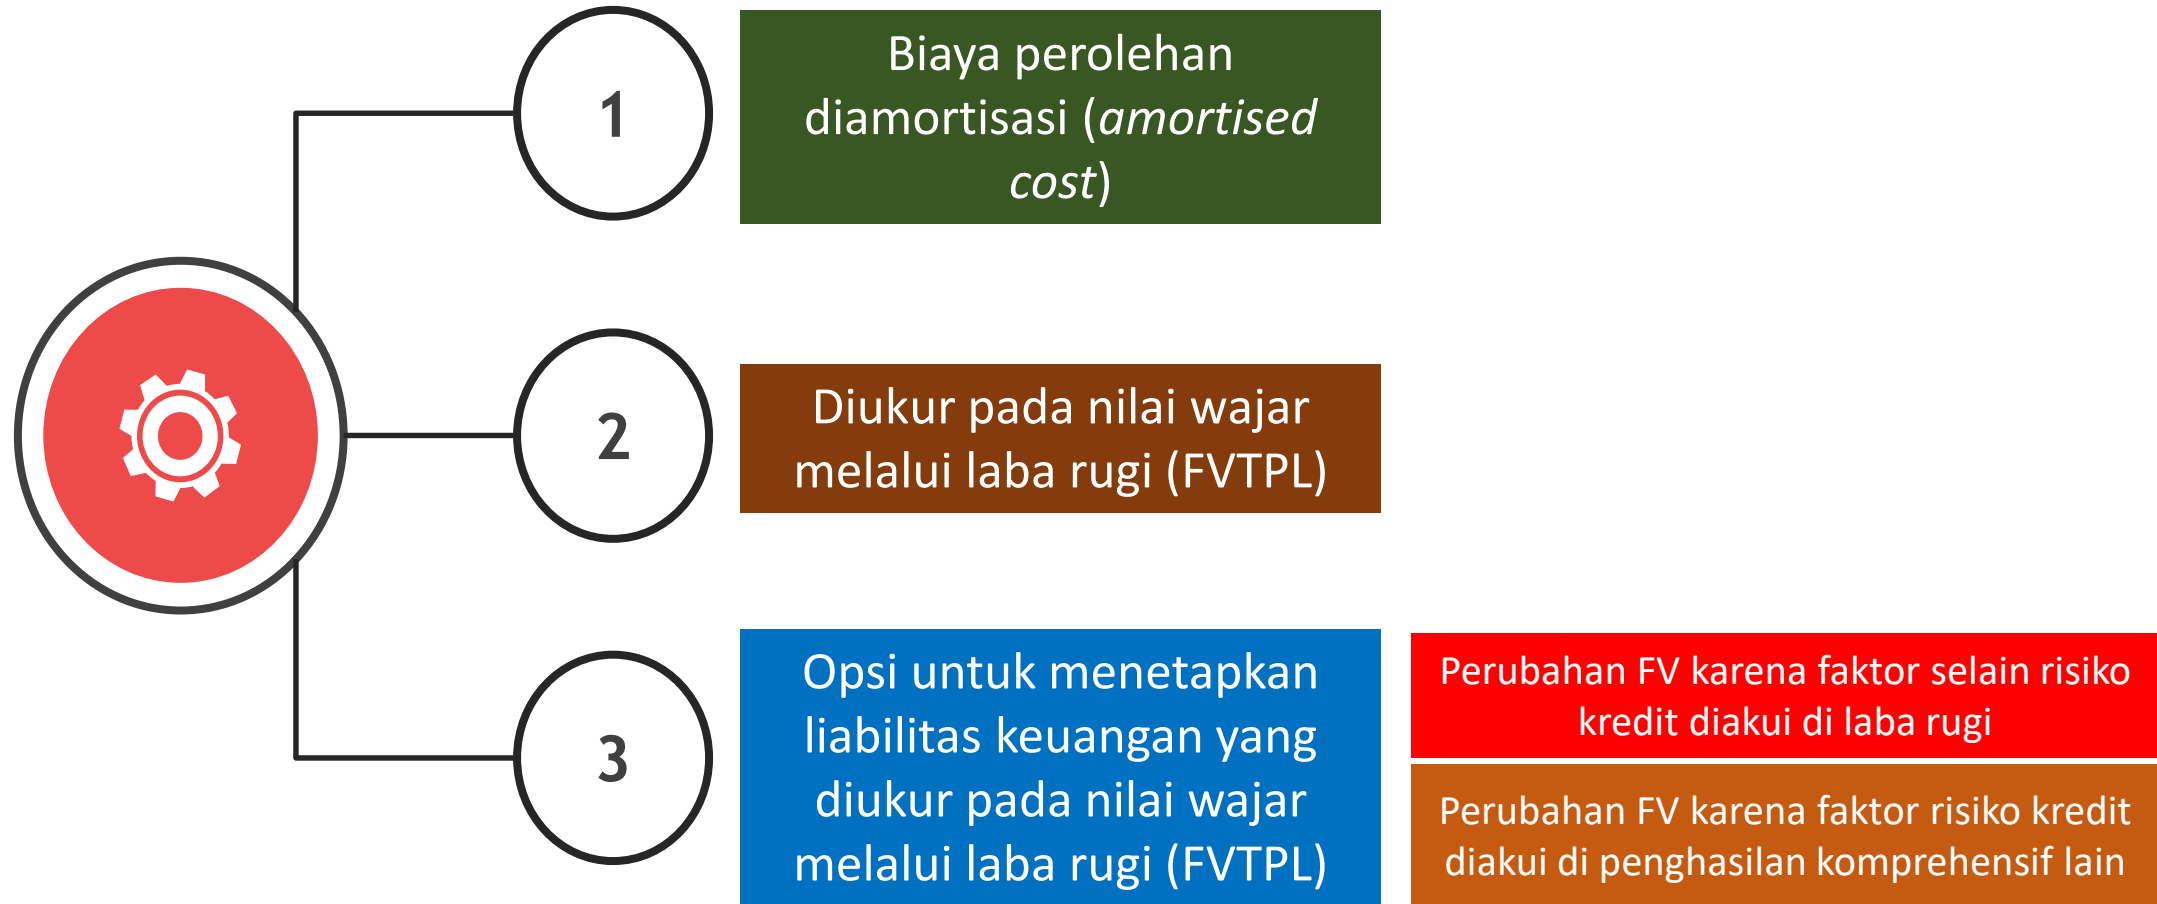 1
Biaya perolehan
diamortisasi (amortised
cost)
2
Diukur pada nilai wajar
melalui laba rugi (FVTPL)
3
Opsi untuk menetapkan
liabilitas keuangan yang
diukur pada nilai wajar
melalui laba rugi (FVTPL)
Perubahan FV karena faktor selain risiko
kredit diakui di laba rugi
Perubahan FV karena faktor risiko kredit
diakui di penghasilan komprehensif lain